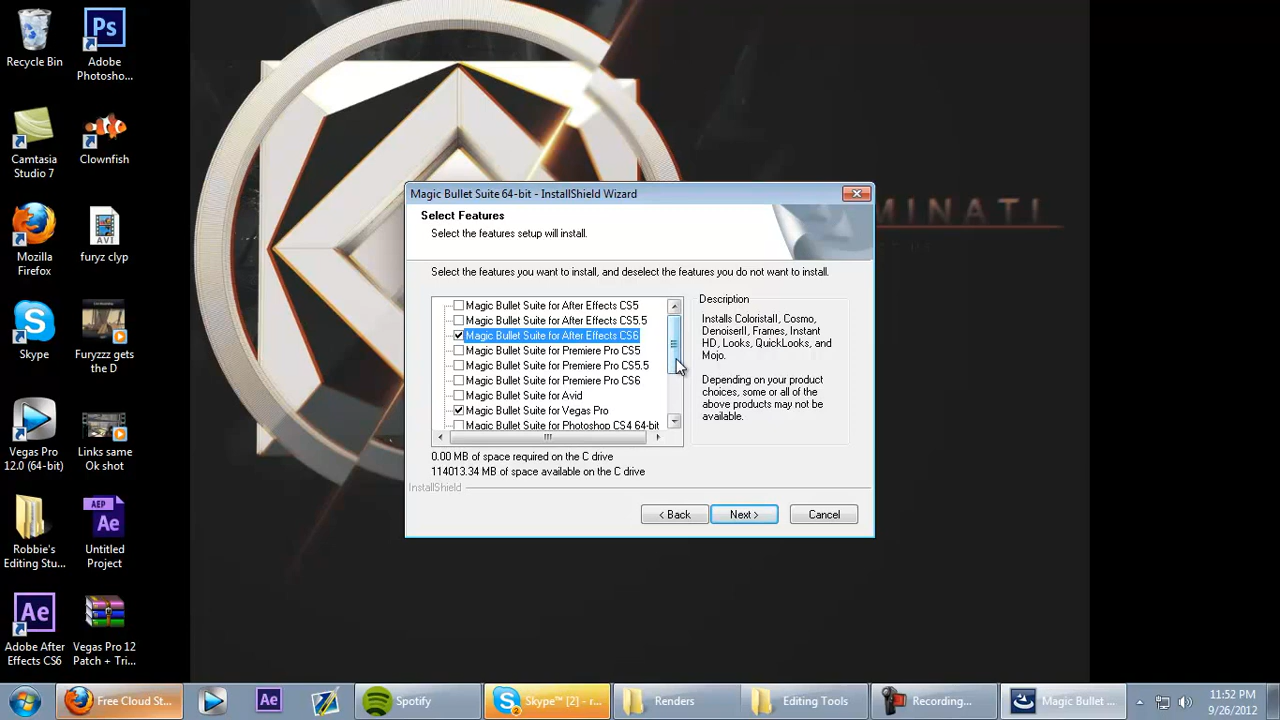 Recycle Bin
Ps
Adobe
Photosho...
Camtasia
Studio 7
Clownfish
Mozilla
Firefox
AVI
furyz clyp
Skype
Furyzzz gets
the D
Vegas Pro
12.0 (64-bit)
Links same
Ok shot
Robbie's
Editing Stu...
AEP
Ae
Untitled
Project
Ae
Adobe After
Effects CS6
Vegas Pro 12
Patch + Tri...
MINATI
Magic Bullet Suite 64-bit - InstallShield Wizard
Select Features
Select the features setup will install.
Select the features you want to install, and deselect the features you do not want to install.
Magic Bullet Suite for After Effects CS5
Magic Bullet Suite for After Effects CS5.5
Magic Bullet Suite for After Effects CS6
Magic Bullet Suite for Premiere Pro CS5
Magic Bullet Suite for Premiere Pro CS5.5
Magic Bullet Suite for Premiere Pro CS6
Magic Bullet Suite for Avid
Magic Bullet Suite for Vegas Pro
Magic Bullet Suite for Photoshop CS4 64-bit
Description
Installs ColoristaII, Cosmo,
DenoiserII, Frames, Instant
HD, Looks, QuickLooks, and
Mojo.
Depending on your product
choices, some or all of the
above products may not be
available.
0.00 MB of space required on the C drive
114013.34 MB of space available on the C drive
InstallShield
< Back
Next >
Cancel
Free Cloud St...
Ae
Spotify
Skype™ [2] - r...
Renders
Editing Tools
Recording...
Magic Bullet ...
11:52 PM
9/26/2012